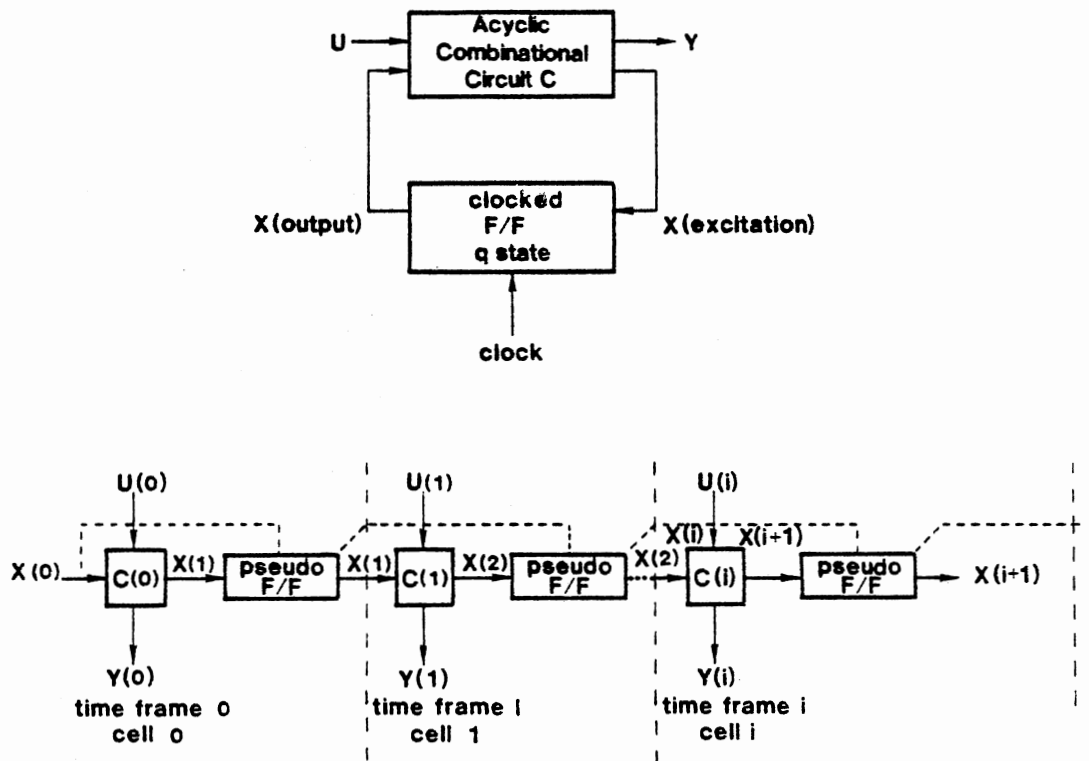 Acyclic
Combinational
Circuit C
U
Y
clocked
F/F
q state
X(output)
X(excitation)
clock
U(0)
U(1)
U(i)
X(0)
C(0)
X(1)
pseudo
F/F
X(1)
C(1)
X(2)
pseudo
F/F
X(2)
X(i)
C(i)
X(i+1)
pseudo
F/F
X(i+1)
Y(0)
Y(1)
Y(i)
time frame 0
cell 0
time frame l
cell 1
time frame i
cell i